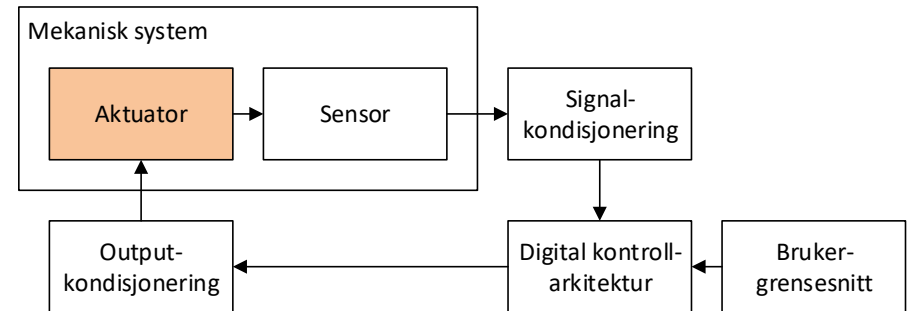 Mekanisk system
Aktuator
Sensor
Signal-
kondisjonering
Output-
kondisjonering
Digital kontroll-
arkitektur
Bruker-
grensesnitt